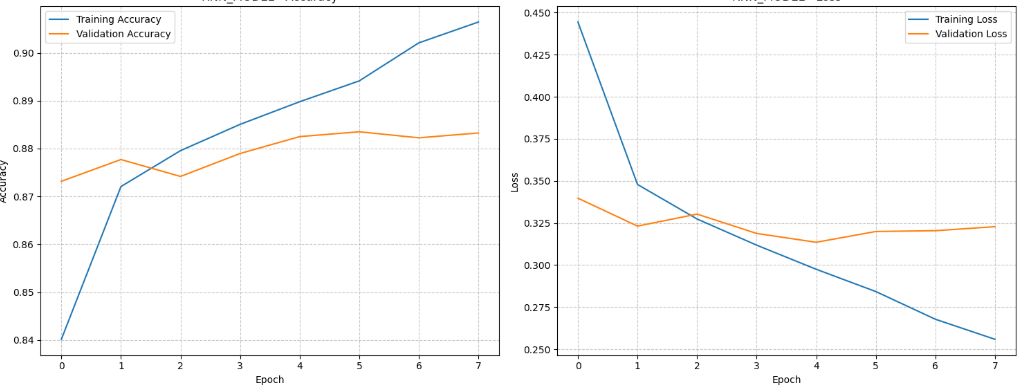 Training Accuracy
Validation Accuracy
0.90
0.89
0.88
0.87
0.86
0.85
0.84
Accuracy
0 1 2 3 4 5 6 7
Epoch
Training Loss
Validation Loss
0.450
0.425
0.400
0.375
0.350
0.325
0.300
0.275
0.250
Loss
0 1 2 3 4 5 6 7
Epoch